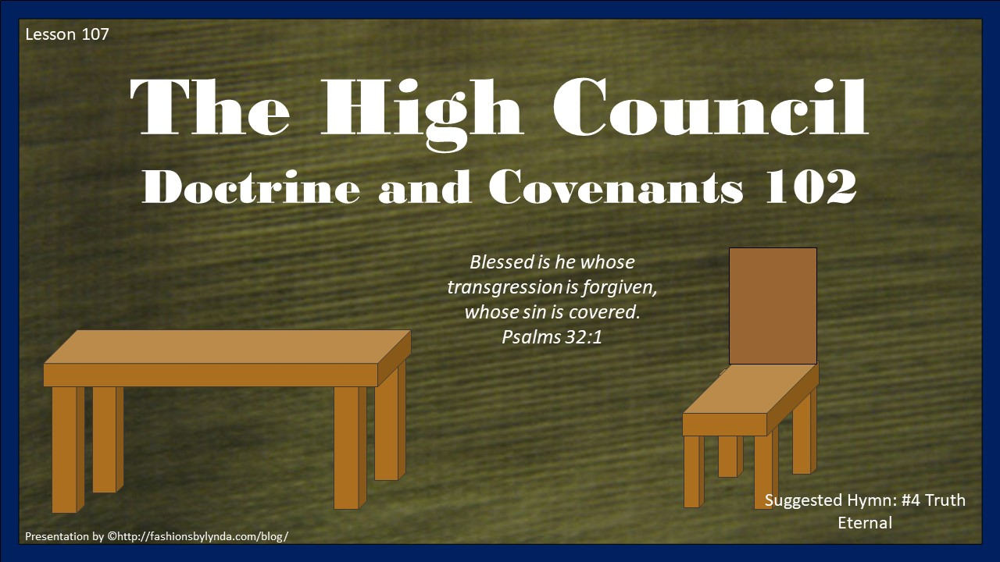 Lesson 107
The High Council
Doctrine and Covenants 102
Blessed is he whose
transgression is forgiven,
whose sin is covered.
Psalms 32:1
Suggested Hymn: #4 Truth
Eternal
Presentation by ©http://fashionsbylynda.com/blog/